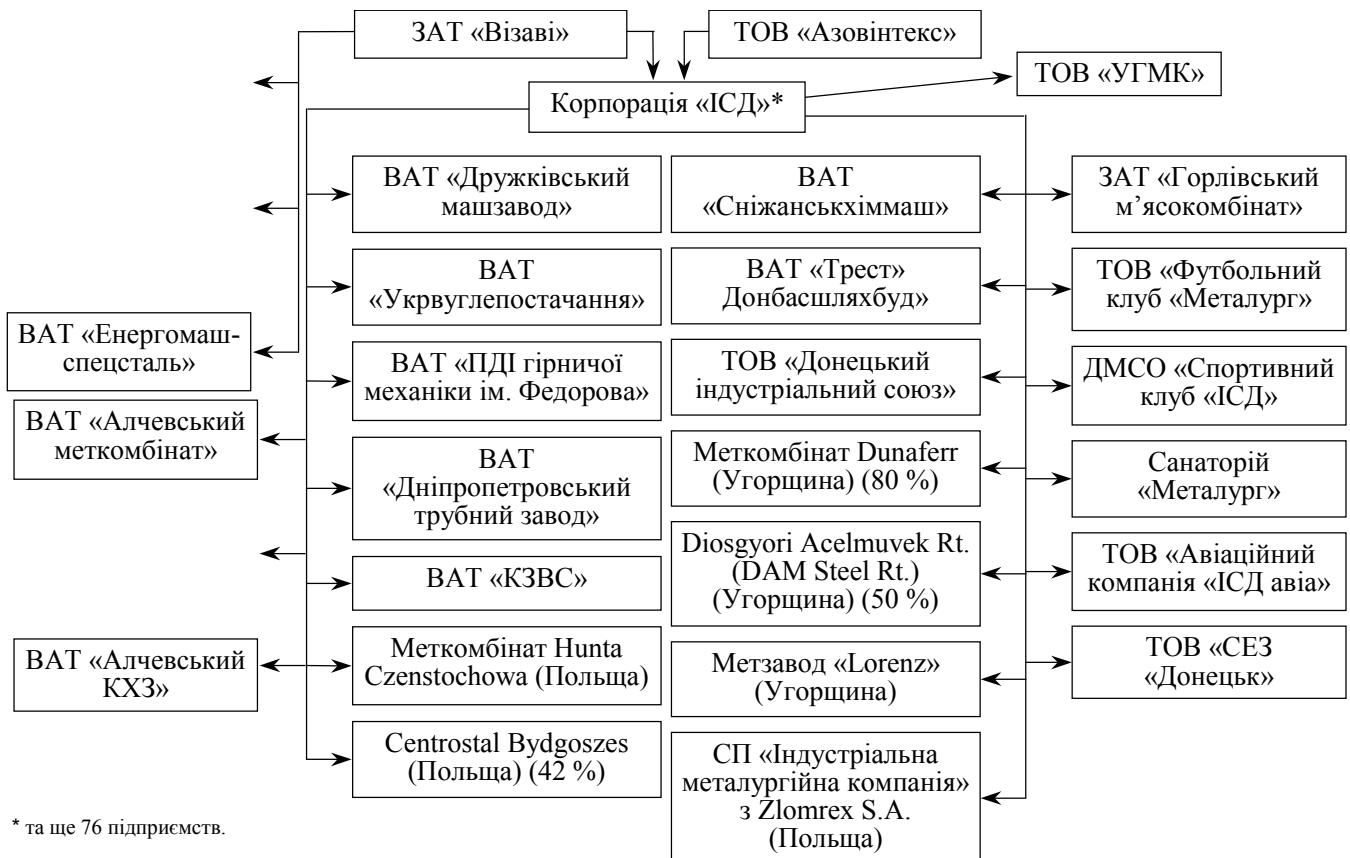 ЗАТ «Візаві»
ТОВ «Азовінтекс»
ТОВ «УГМК»
Корпорація «ІСД»*
ВАТ «Дружківський
машзавод»
ВАТ
«Сніжанськхіммаш»
ЗАТ «Горлівський
м’ясокомбінат»
ВАТ
«Укрвуглепостачання»
ВАТ «Трест»
Донбасшляхбуд»
ТОВ «Футбольний
клуб «Металург»
ВАТ «Енергомаш-
спецсталь»
ВАТ «ПДІ гірничої
механіки ім. Федорова»
ТОВ «Донецький
індустріальний союз»
ДМСО «Спортивний
клуб «ІСД»
ВАТ «Алчевський
меткомбінат»
ВАТ
«Дніпропетровський
трубний завод»
Меткомбінат Dunaferr
(Угорщина) (80 %)
Санаторій
«Металург»
ВАТ «КЗВС»
Diosgyori Acelmuvek Rt.
(DAM Steel Rt.)
(Угорщина) (50 %)
ТОВ «Авіаційний
компанія «ІСД авіа»
ВАТ «Алчевський
КХЗ»
Меткомбінат Hunta
Czenstochowa (Польща)
Метзавод «Lorenz»
(Угорщина)
ТОВ «СЕЗ
«Донецьк»
Centrostal Bydgoszes
(Польща) (42 %)
СП «Індустріальна
металургійна компанія»
з Zlomrex S.A.
(Польща)
* та ще 76 підприємств.